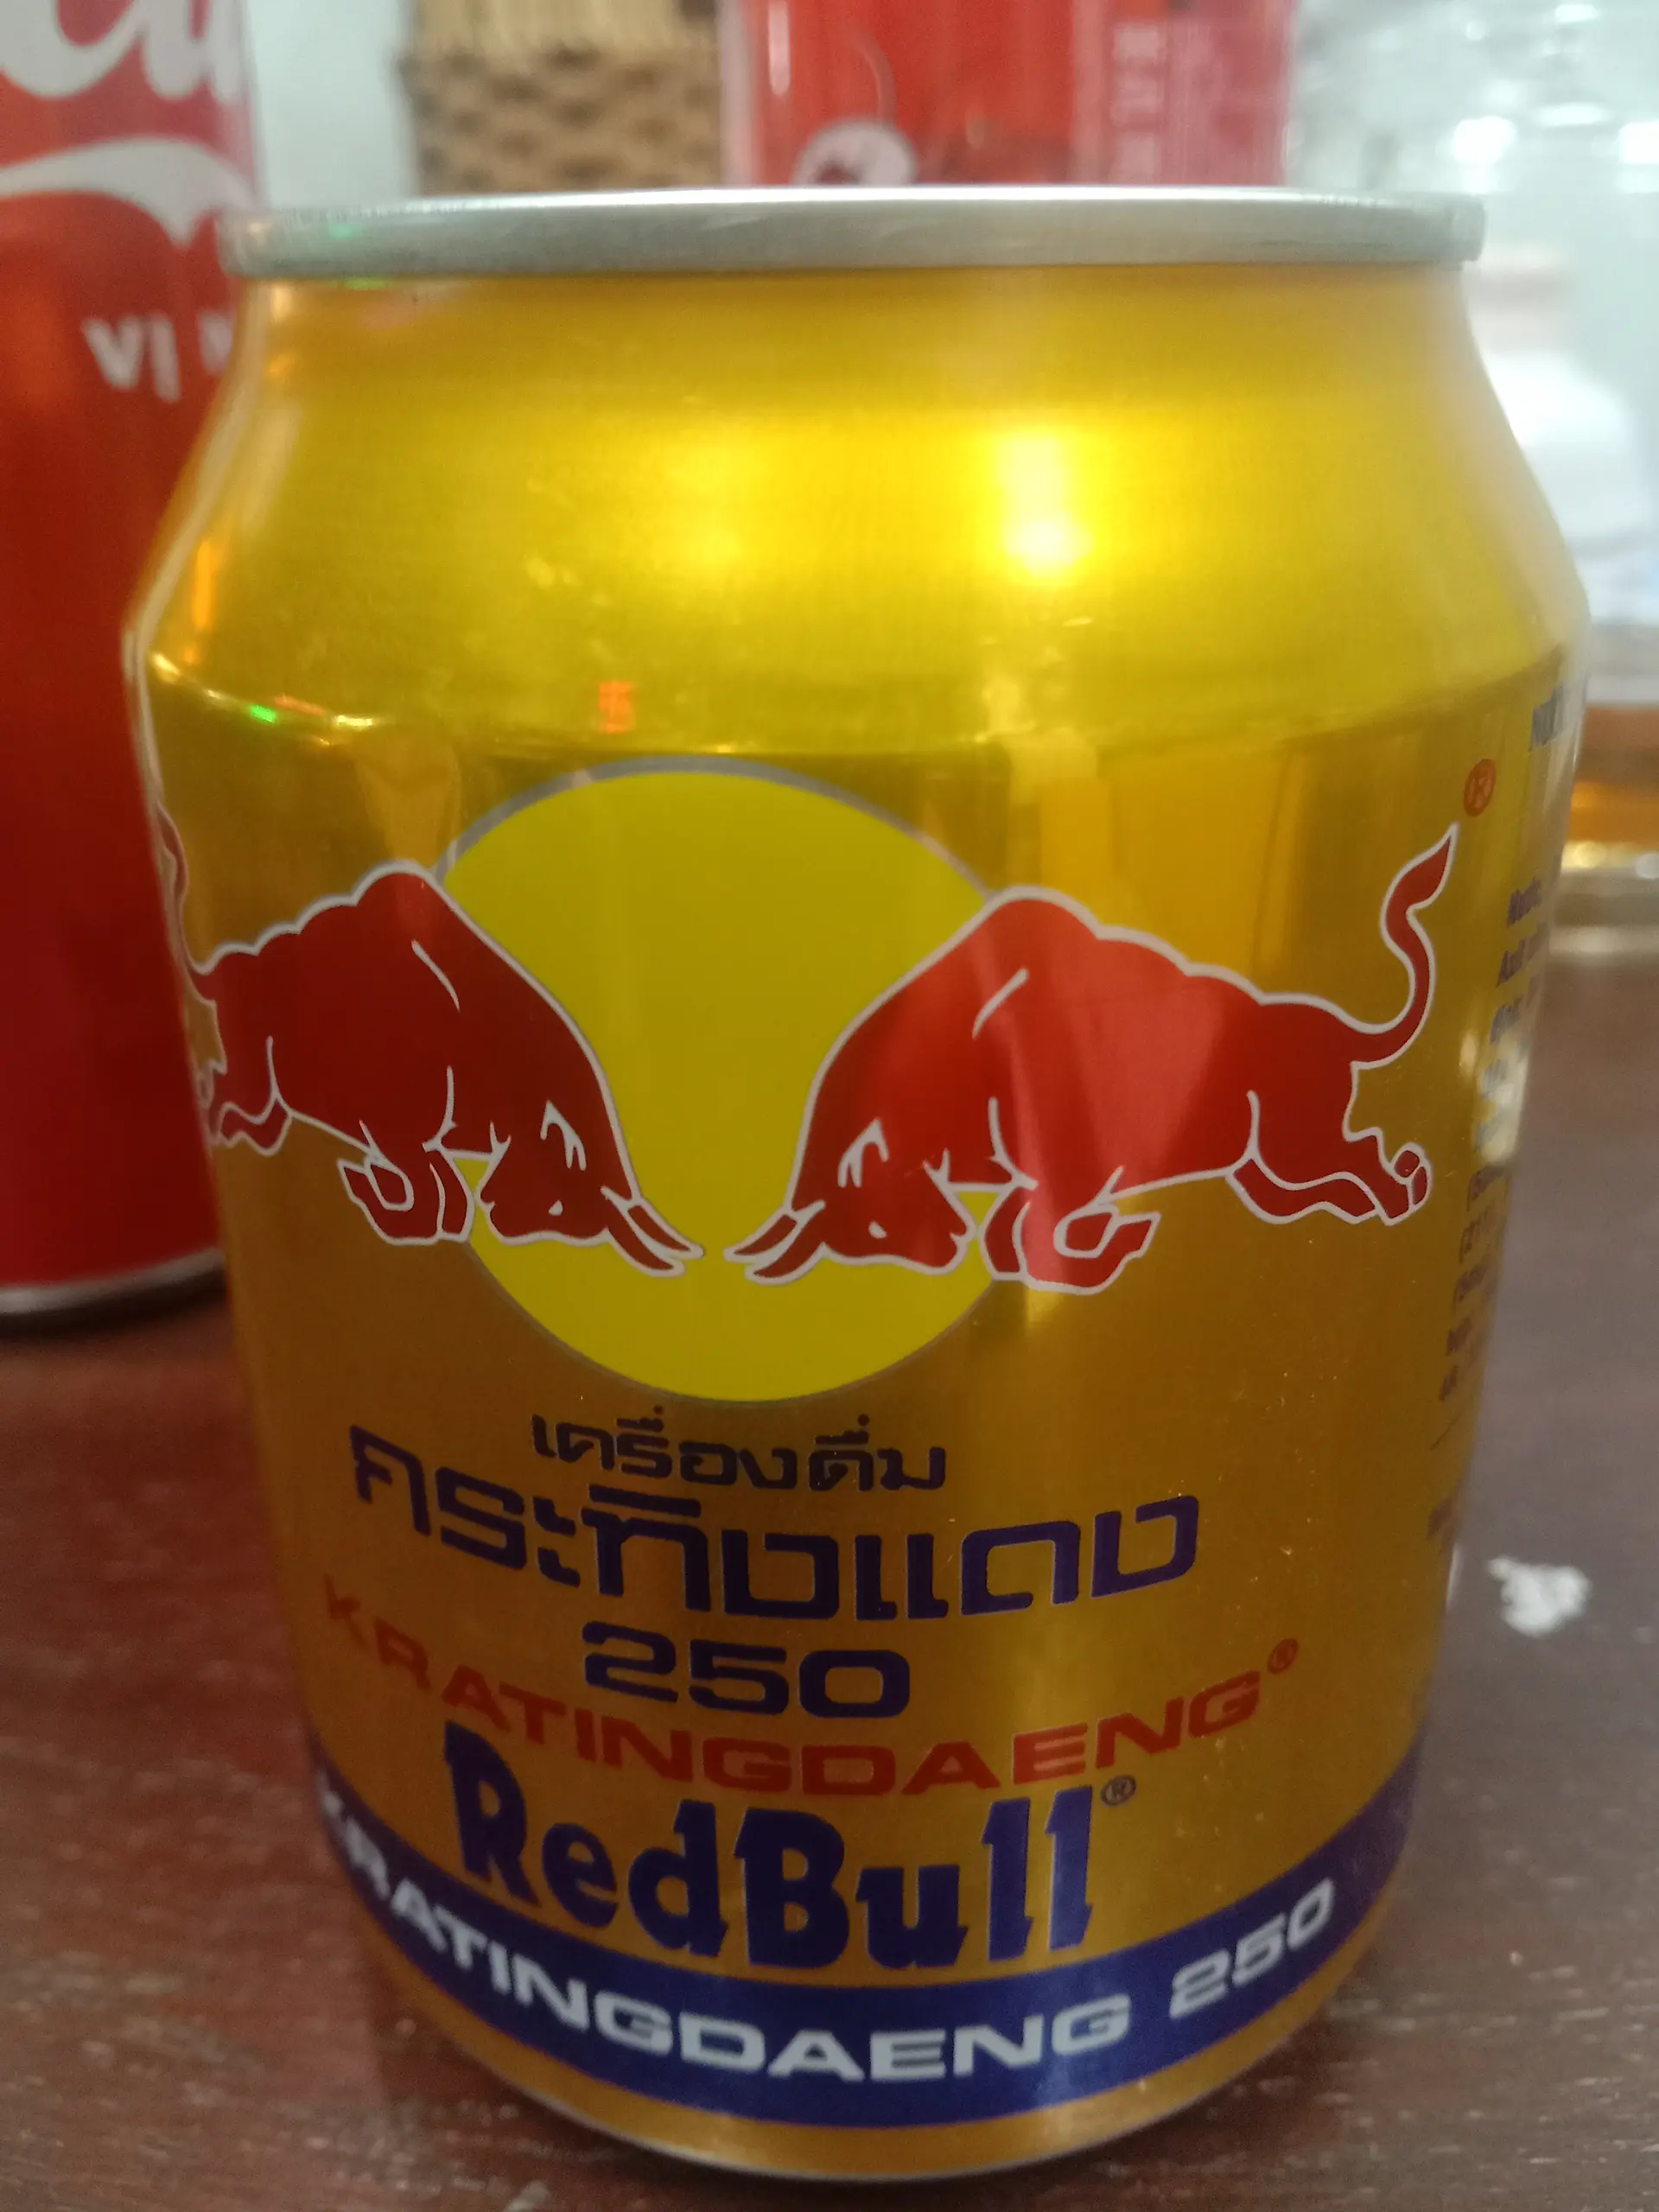 Vị
®
เครื่องดื่ม
กระทิงแดง
250
KRATINGDAENG®
RedBull®
KRATINGDAENG 250